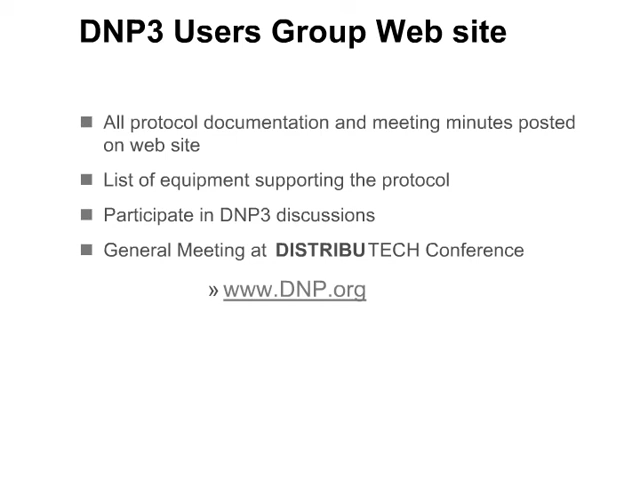 DNP3 Users Group Web site
■ All protocol documentation and meeting minutes posted
on web site
■ List of equipment supporting the protocol
■ Participate in DNP3 discussions
■ General Meeting at DISTRIBUTECH Conference
» www.DNP.org